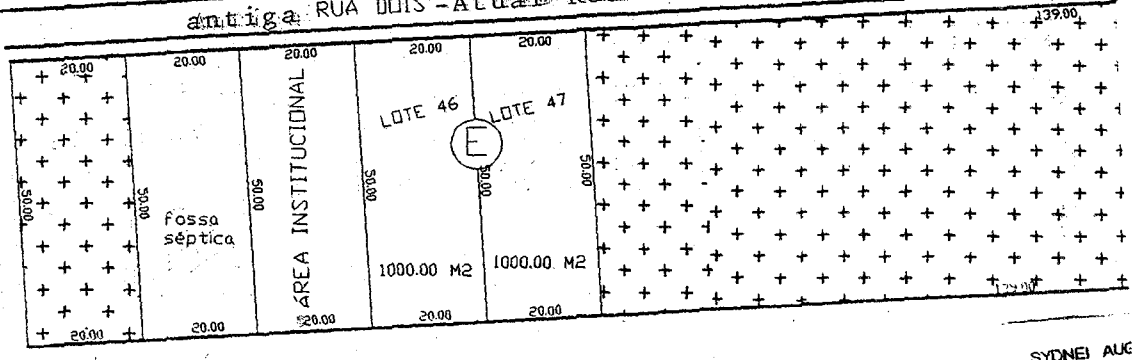 antiga RUA DOIS - Atual
139.00
20.00 20.00 20.00 20.00 20.00
LOTE 46 LOTE 47
E
50.00 50.00 50.00 50.00 50.00 50.00
fossa
séptica
ÁREA INSTITUCIONAL
1000.00 M2 1000.00 M2
20.00 20.00 20.00 20.00 20.00
SYDNEI AUG